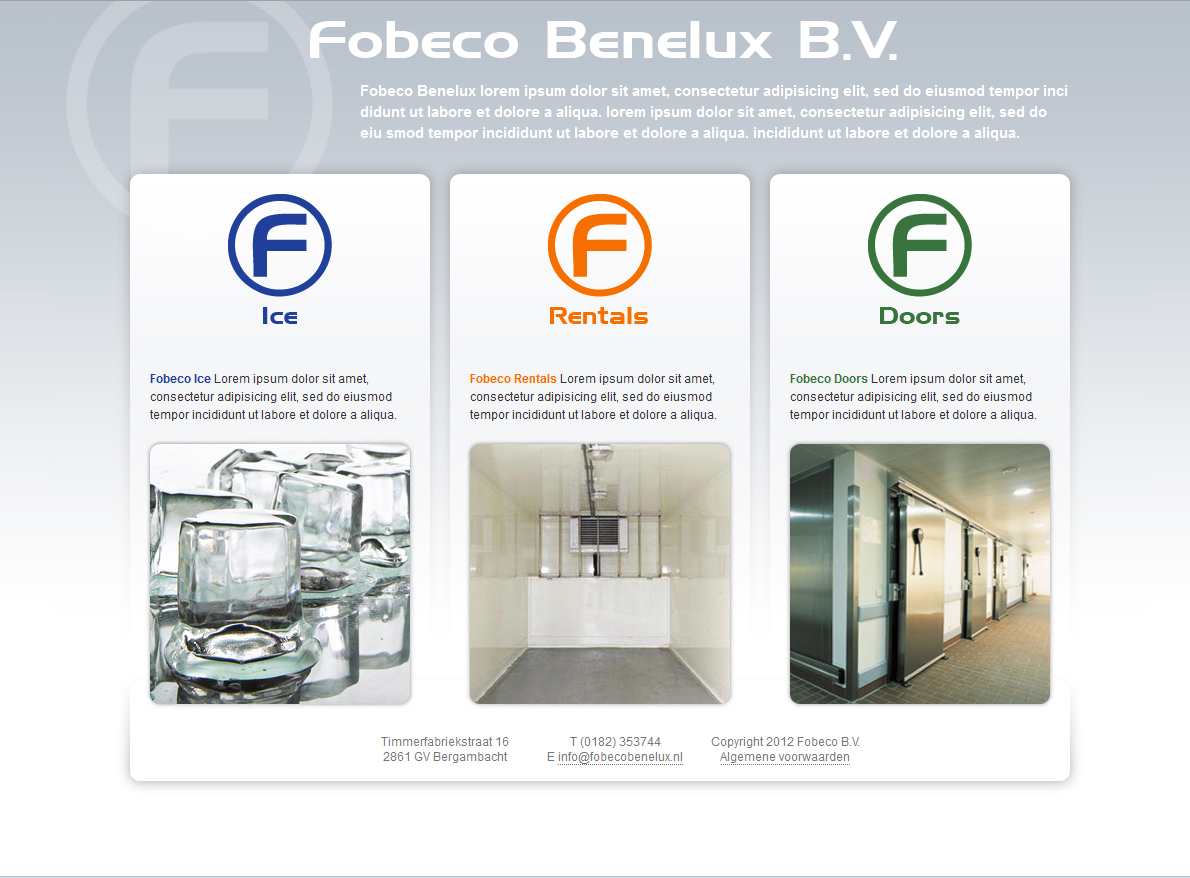 Fobeco Benelux B.V.
Fobeco Benelux lorem ipsum dolor sit amet, consectetur adipisicing elit, sed do eiusmod tempor inci
didunt ut labore et dolore a aliqua. lorem ipsum dolor sit amet, consectetur adipisicing elit, sed do
eiu smod tempor incididunt ut labore et dolore a aliqua. incididunt ut labore et dolore a aliqua.
F
Ice
Fobeco Ice Lorem ipsum dolor sit amet,
consectetur adipisicing elit, sed do eiusmod
tempor incididunt ut labore et dolore a aliqua.
F
Rentals
Fobeco Rentals Lorem ipsum dolor sit amet,
consectetur adipisicing elit, sed do eiusmod
tempor incididunt ut labore et dolore a aliqua.
F
Doors
Fobeco Doors Lorem ipsum dolor sit amet,
consectetur adipisicing elit, sed do eiusmod
tempor incididunt ut labore et dolore a aliqua.
Timmerfabriekstraat 16
2861 GV Bergambacht
T (0182) 353744
E info@fobecobenelux.nl
Copyright 2012 Fobeco B.V.
Algemene voorwaarden